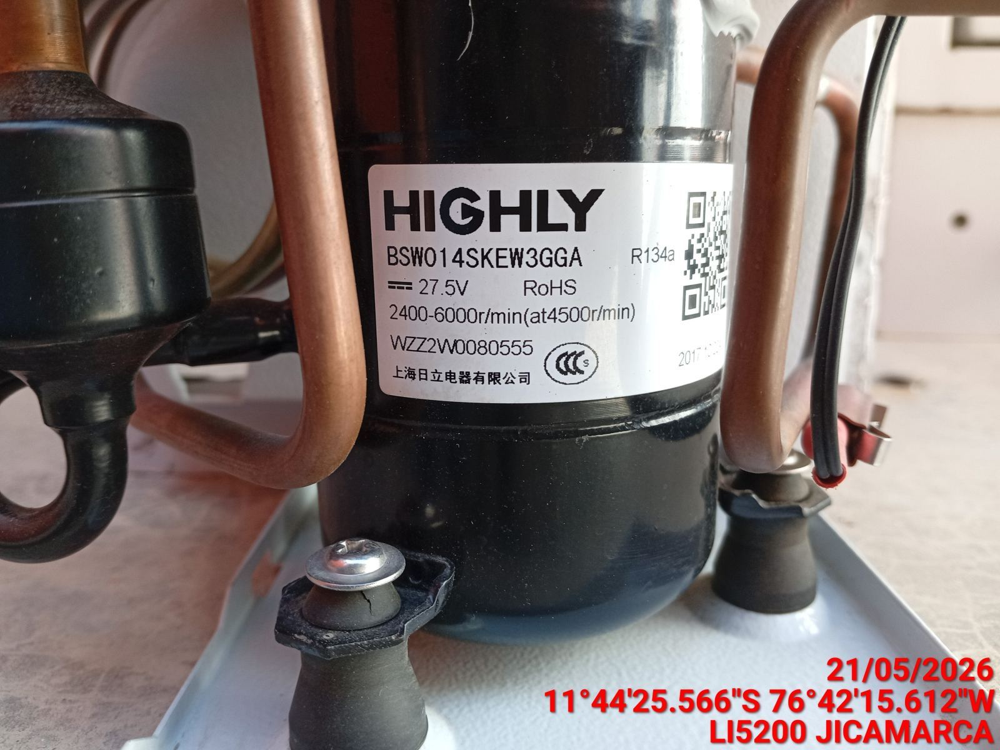 HIGHLY
BSW014SKEW3GGA R134a
27.5V RoHS
2400-6000r/min(at4500r/min)
WZZ2W0080555
CCC S
上海日立电器有限公司
21/05/2026
11°44'25.566"S 76°42'15.612"W
LI5200 JICAMARCA